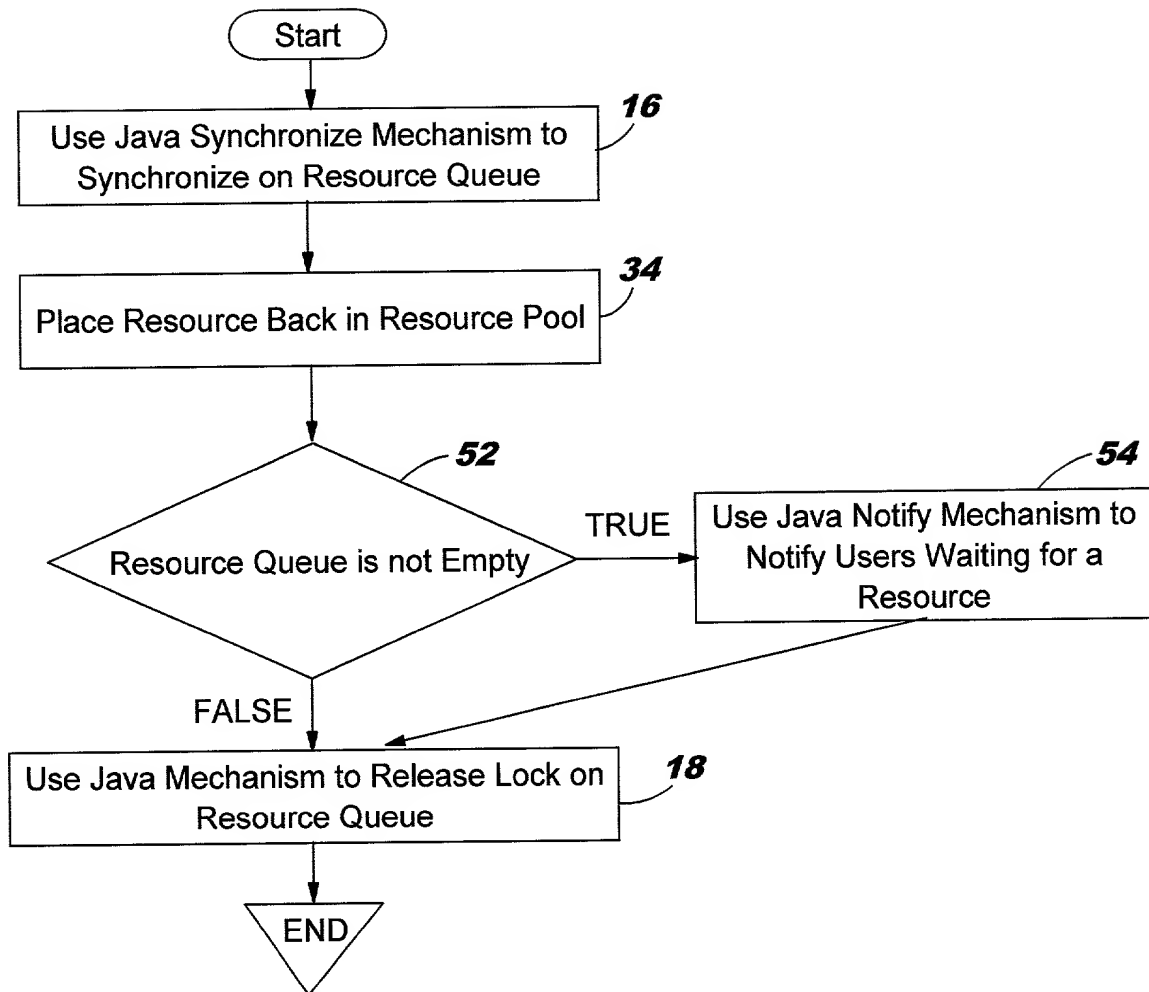 Start
Use Java Synchronize Mechanism to
Synchronize on Resource Queue
16
Place Resource Back in Resource Pool
34
Resource Queue is not Empty
52
TRUE
Use Java Notify Mechanism to
Notify Users Waiting for a
Resource
54
FALSE
Use Java Mechanism to Release Lock on
Resource Queue
18
END